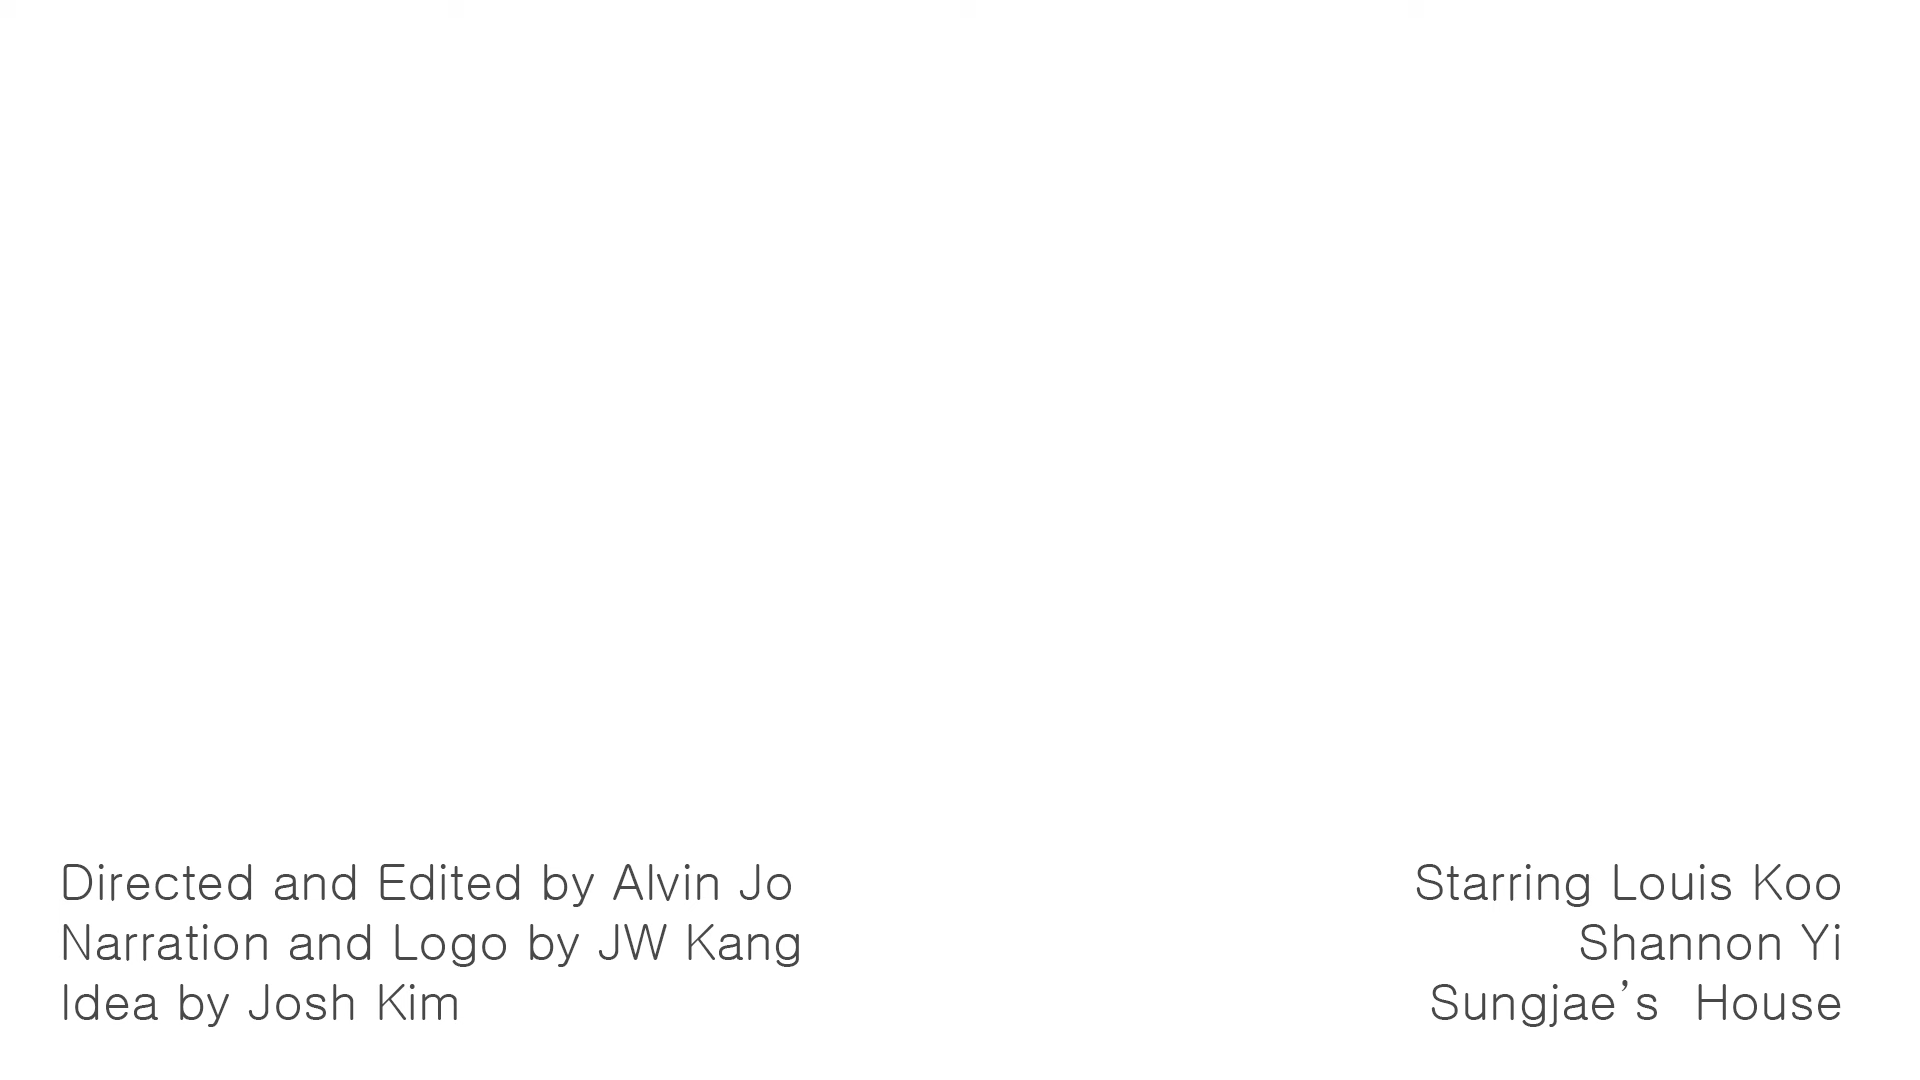 Directed and Edited by Alvin Jo
Narration and Logo by JW Kang
Idea by Josh Kim
Starring Louis Koo
Shannon Yi
Sungjae’s House